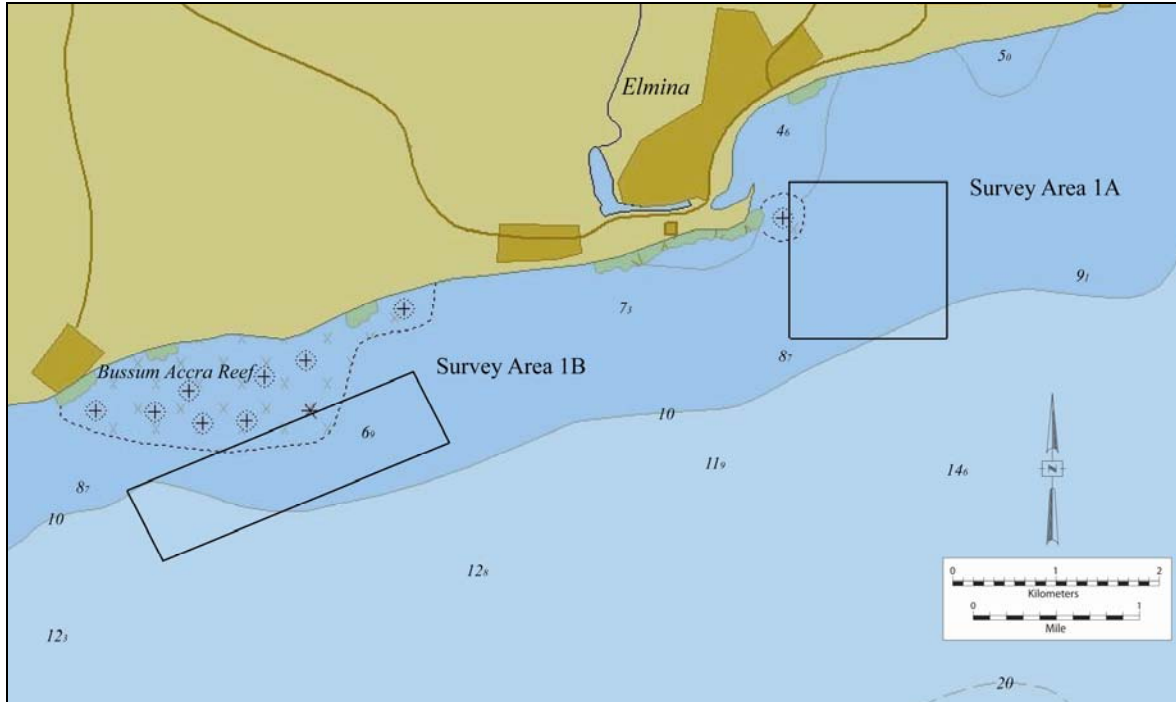 5₀
Elmina
4₆
Survey Area 1A
9₁
7₃
8₇
Survey Area 1B
Bussum Accra Reef
10
6₉
11₉
14₆
N
8₇
10
12₈
0 1 2
Kilometers
0 1
Mile
12₃
20